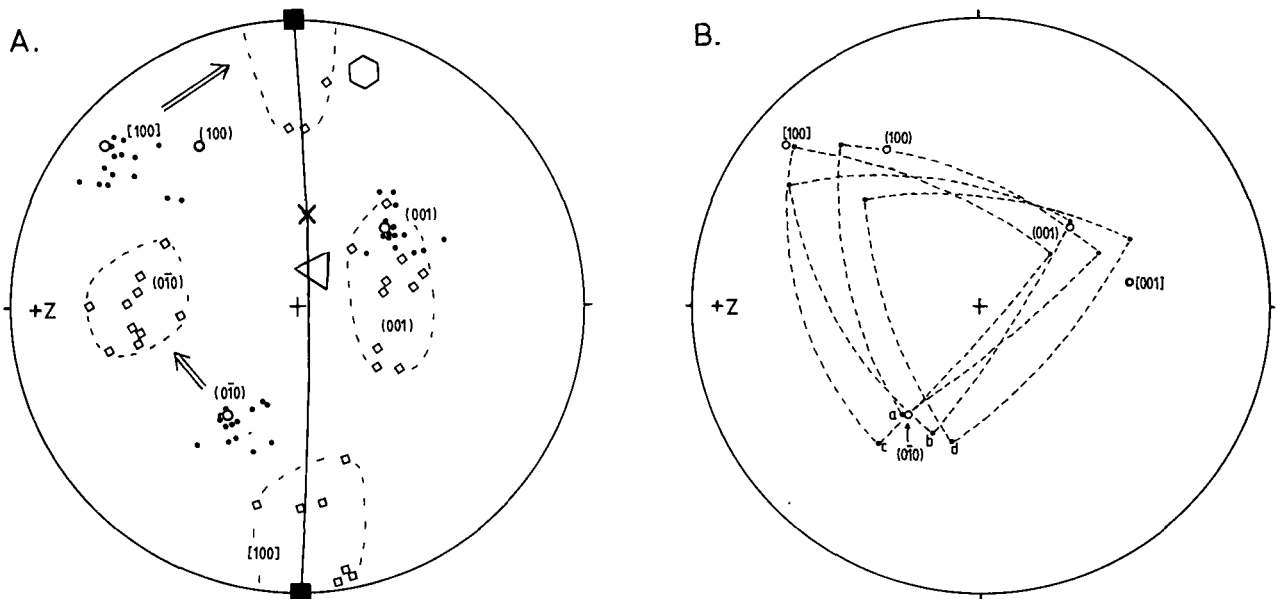 A.
[100]
(100)
(001)
(01̄0)
+Z
(001)
(01̄0)
[100]
B.
[100]
(100)
(001)
[001]
+Z
a
b
c
d
(01̄0)